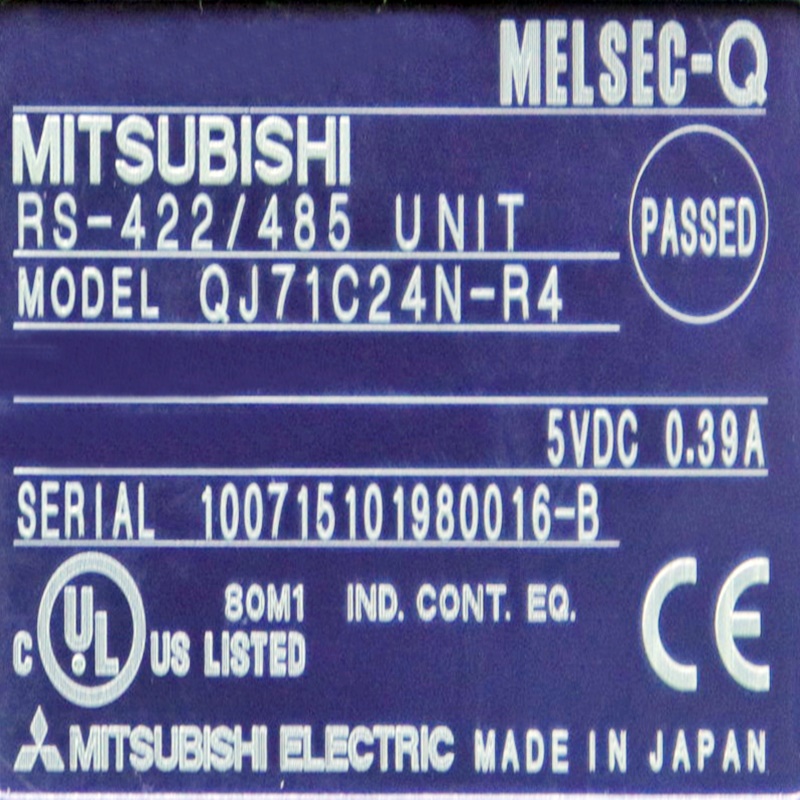 MELSEC-Q
MITSUBISHI
RS-422/485 UNIT
PASSED
MODEL QJ71C24N-R4
5VDC 0.39A
SERIAL 100715101980016-B
80M1 IND. CONT. EQ.
C UL US LISTED
CE
MITSUBISHI ELECTRIC MADE IN JAPAN